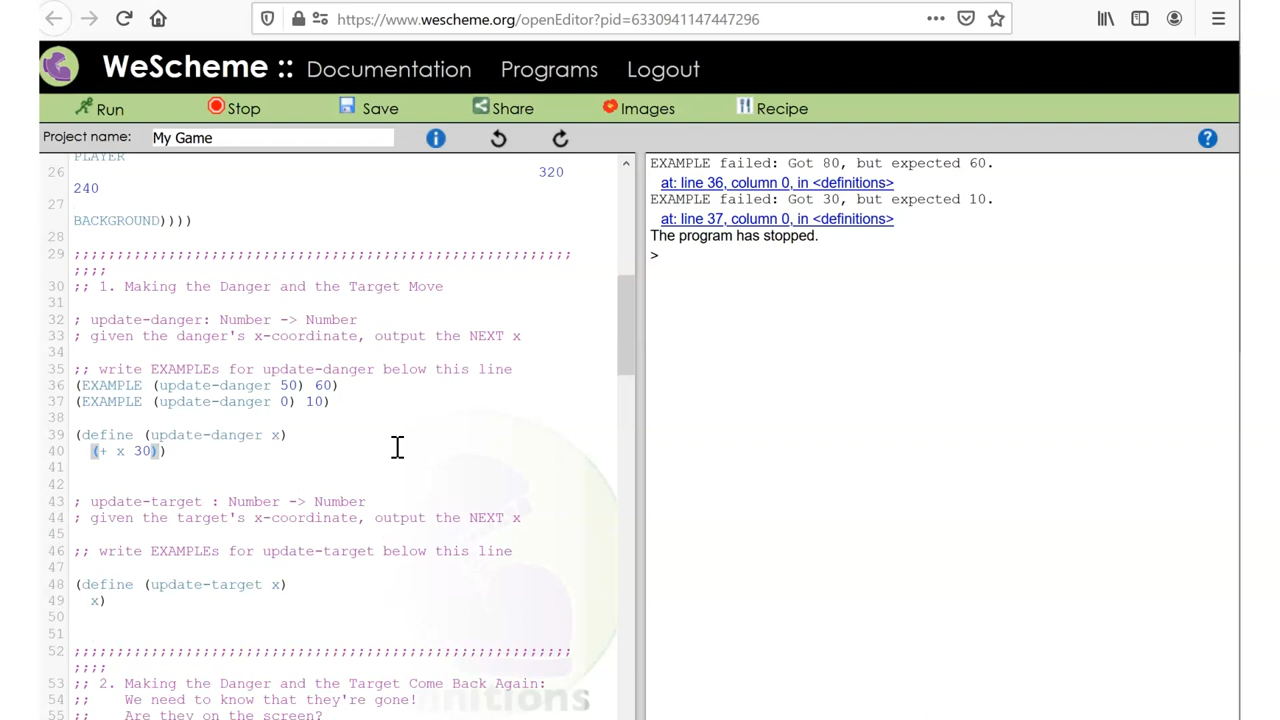 https://www.wescheme.org/openEditor?pid=6330941147447296
WeScheme :: Documentation Programs Logout
Run Stop Save Share Images Recipe
Project name: My Game
PLAYER
26 320
240
27
BACKGROUND))))
28
29 ;;;;;;;;;;;;;;;;;;;;;;;;;;;;;;;;;;;;;;;;;;;;;;;;;;;;;;;;;;
;;;;
30 ;; 1. Making the Danger and the Target Move
31
32 ; update-danger: Number -> Number
33 ; given the danger's x-coordinate, output the NEXT x
34
35 ;; write EXAMPLEs for update-danger below this line
36 (EXAMPLE (update-danger 50) 60)
37 (EXAMPLE (update-danger 0) 10)
38
39 (define (update-danger x)
40 (+ x 30))
41
42
43 ; update-target : Number -> Number
44 ; given the target's x-coordinate, output the NEXT x
45
46 ;; write EXAMPLEs for update-target below this line
47
48 (define (update-target x)
49 x)
50
51
52 ;;;;;;;;;;;;;;;;;;;;;;;;;;;;;;;;;;;;;;;;;;;;;;;;;;;;;;;;;;
;;;;
53 ;; 2. Making the Danger and the Target Come Back Again:
54 ;; We need to know that they're gone!
55 ;; Are they on the screen?
EXAMPLE failed: Got 80, but expected 60.
at: line 36, column 0, in <definitions>
EXAMPLE failed: Got 30, but expected 10.
at: line 37, column 0, in <definitions>
The program has stopped.
>